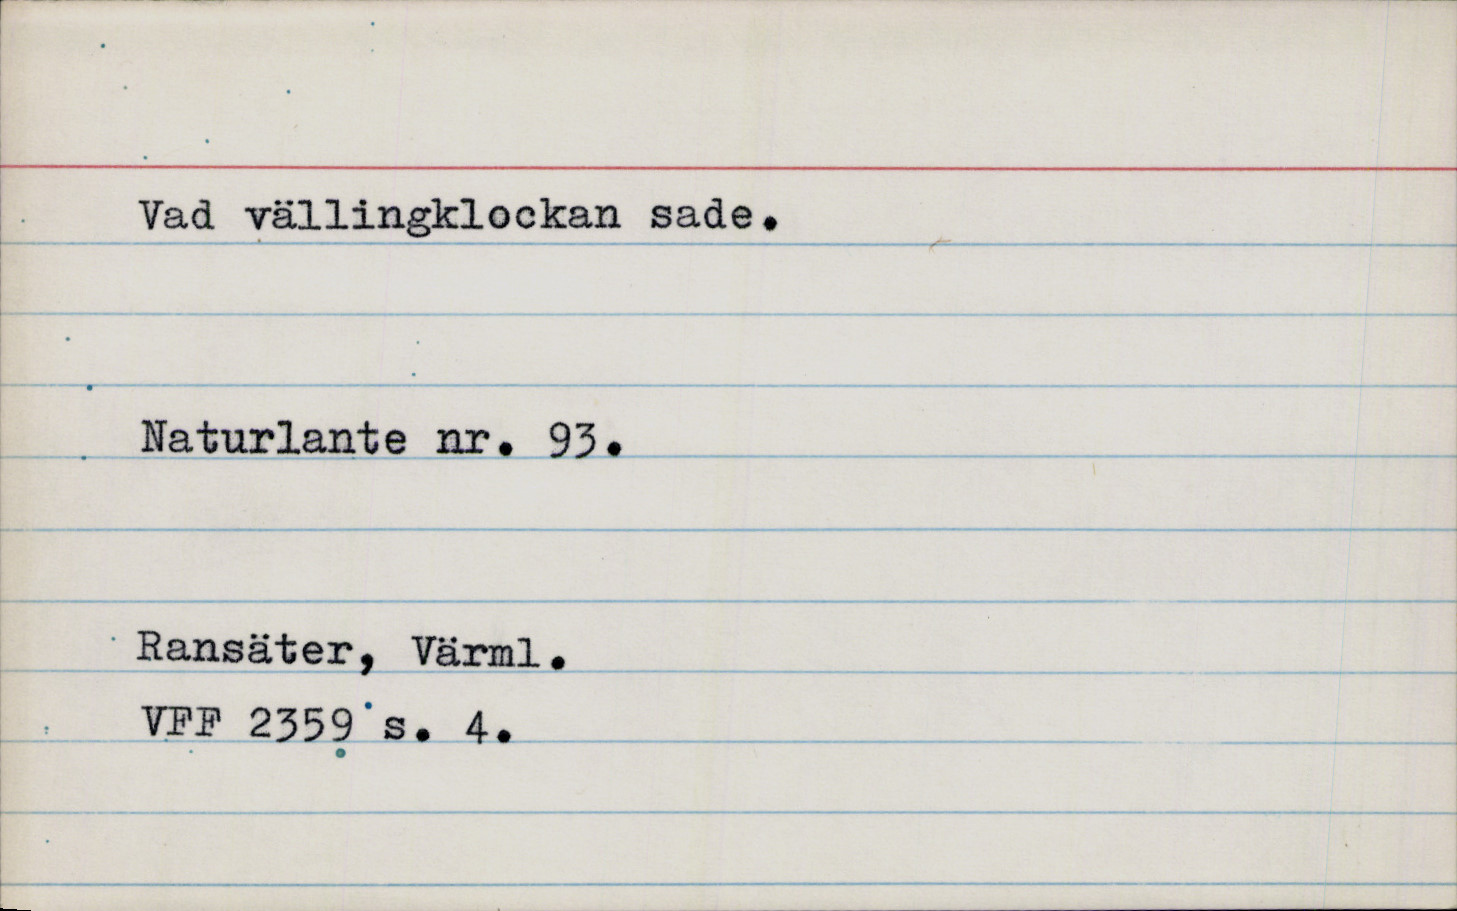 Vad vällingklockan sade.
Naturlante nr. 93.
Ransäter, Värml.
VFF 2359 s. 4.